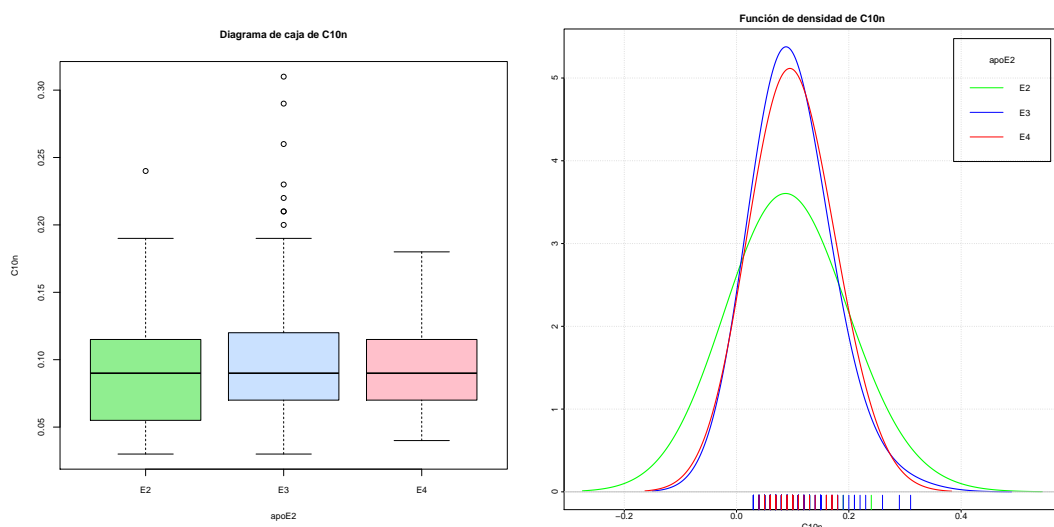 Diagrama de caja de C10n
0.30
0.25
0.20
0.15
0.10
0.05
C10n
E2 E3 E4
apoE2
Función de densidad de C10n
apoE2
E2
E3
E4
5
4
3
2
1
0
−0.2 0.0 0.2 0.4
C10n